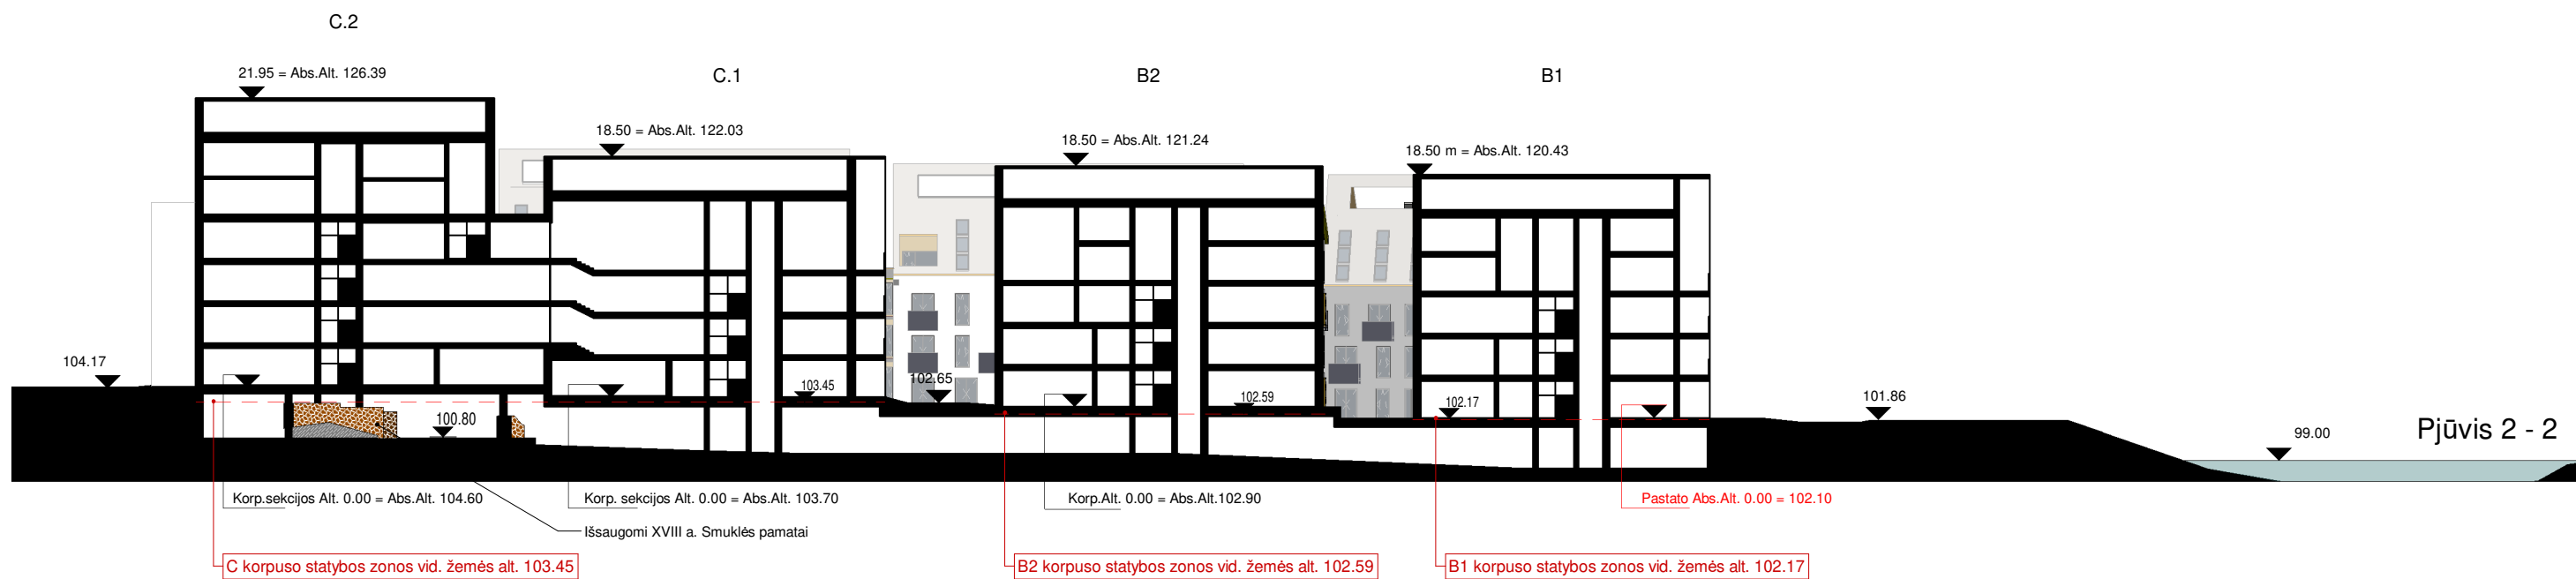 C.2
21.95 = Abs.Alt. 126.39
C.1
B2
B1
18.50 = Abs.Alt. 122.03
18.50 = Abs.Alt. 121.24
18.50 m = Abs.Alt. 120.43
104.17
103.45
102.65
102.59
102.17
101.86
100.80
99.00
Pjūvis 2 - 2
Korp.sekcijos Alt. 0.00 = Abs.Alt. 104.60
Korp. sekcijos Alt. 0.00 = Abs.Alt. 103.70
Korp.Alt. 0.00 = Abs.Alt.102.90
Pastato Abs.Alt. 0.00 = 102.10
Išsaugomi XVIII a. Smuklės pamatai
C korpuso statybos zonos vid. žemės alt. 103.45
B2 korpuso statybos zonos vid. žemės alt. 102.59
B1 korpuso statybos zonos vid. žemės alt. 102.17